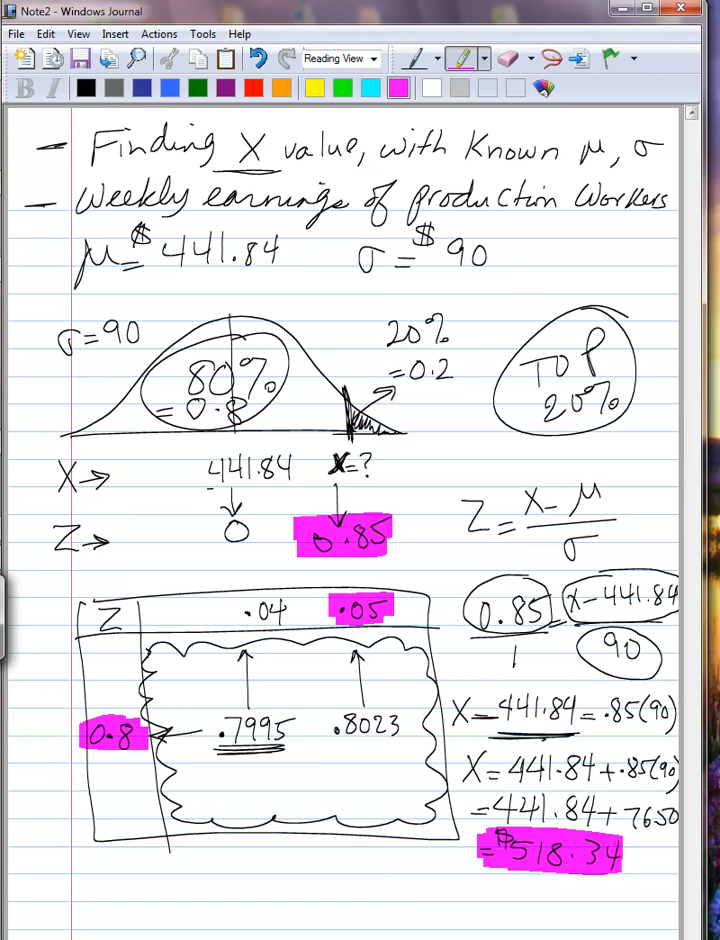 Note2 - Windows Journal
File Edit View Insert Actions Tools Help
Reading View
B I
- Finding X value, with Known μ, σ
- Weekly earnings of production workers
μ = $441.84 σ = $90
σ = 90
80%
= 0.8
20%
= 0.2
TOP
20%
X → 441.84 X = ?
Z → 0 0.85
Z = X - μ / σ
Z .04 .05
0.8 .7995 .8023
0.85 / 1 = X - 441.84 / 90
X - 441.84 = .85(90)
X = 441.84 + .85(90)
= 441.84 + 7650
= $518.34